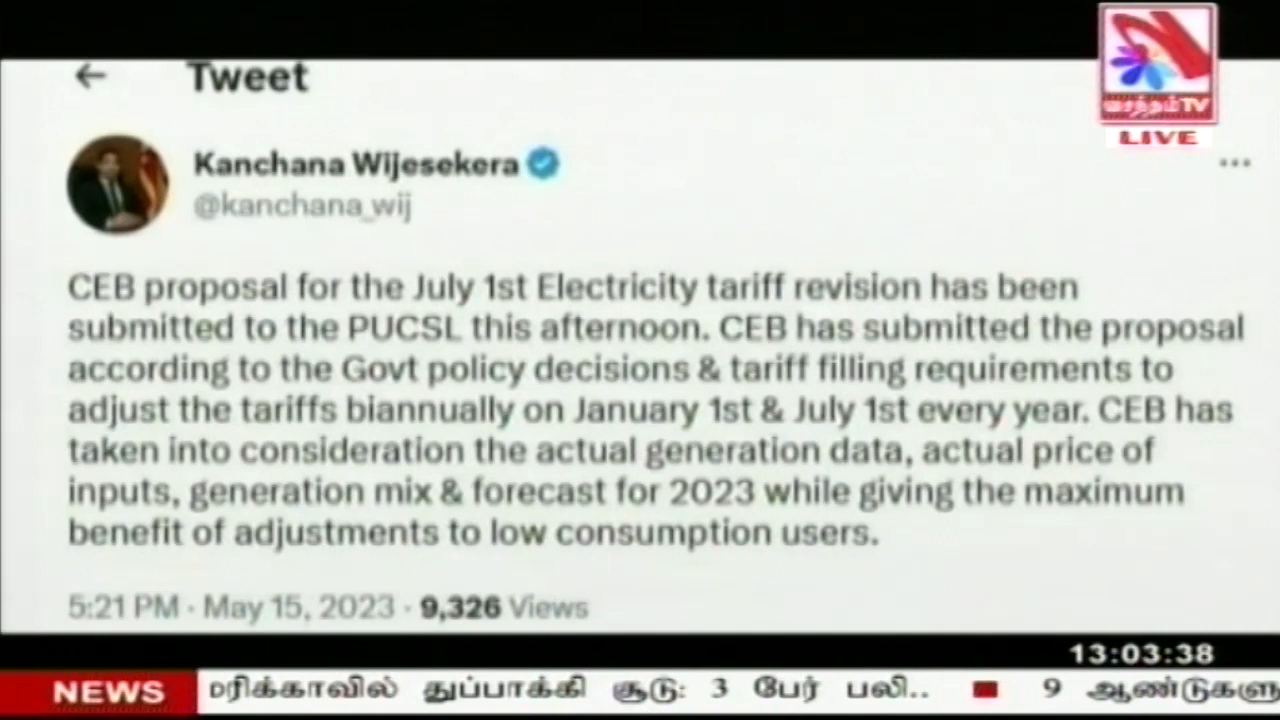 வசந்தம்TV
LIVE
← Tweet
Kanchana Wijesekera
@kanchana_wij
CEB proposal for the July 1st Electricity tariff revision has been
submitted to the PUCSL this afternoon. CEB has submitted the proposal
according to the Govt policy decisions & tariff filling requirements to
adjust the tariffs biannually on January 1st & July 1st every year. CEB has
taken into consideration the actual generation data, actual price of
inputs, generation mix & forecast for 2023 while giving the maximum
benefit of adjustments to low consumption users.
5:21 PM · May 15, 2023 · 9,326 Views
13:03:38
NEWS ரிக்காவில் துப்பாக்கி சூடு: 3 பேர் பலி.. ■ 9 ஆண்டுகளு